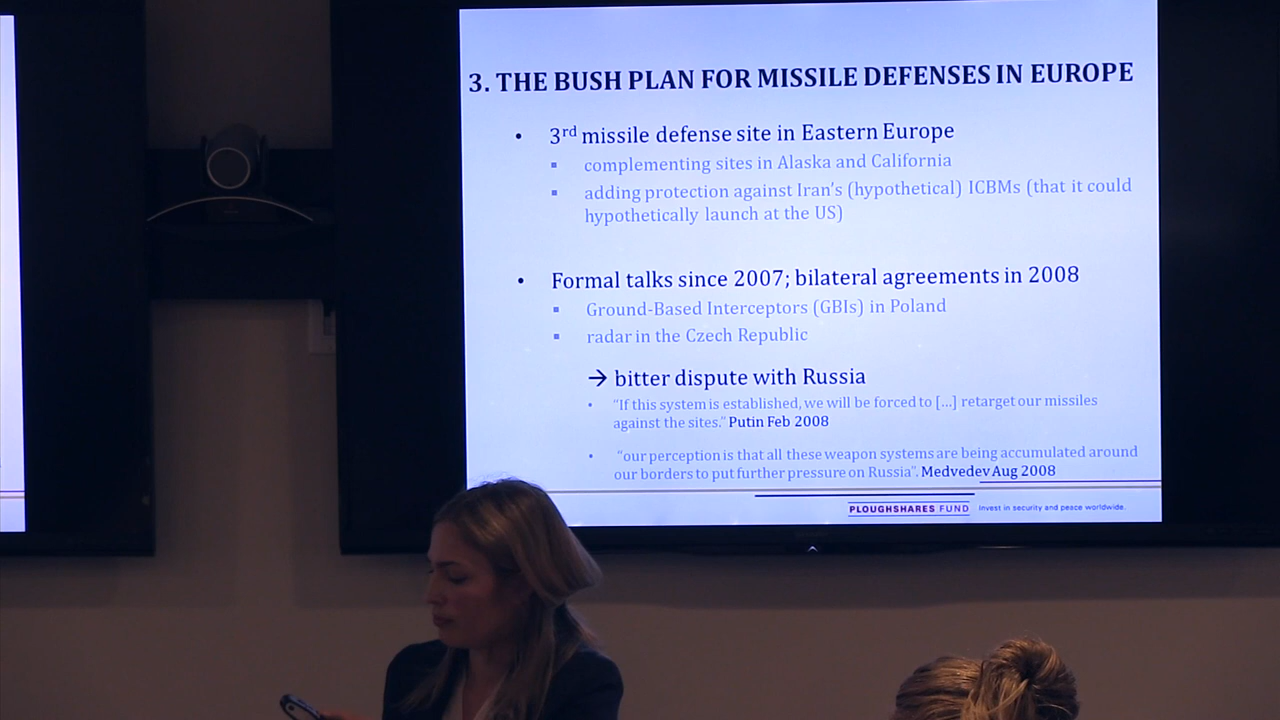 3. THE BUSH PLAN FOR MISSILE DEFENSES IN EUROPE
• 3rd missile defense site in Eastern Europe
▪ complementing sites in Alaska and California
▪ adding protection against Iran's (hypothetical) ICBMs (that it could
hypothetically launch at the US)
• Formal talks since 2007; bilateral agreements in 2008
▪ Ground-Based Interceptors (GBIs) in Poland
▪ radar in the Czech Republic
→ bitter dispute with Russia
• "If this system is established, we will be forced to [...] retarget our missiles
against the sites." Putin Feb 2008
• "our perception is that all these weapon systems are being accumulated around
our borders to put further pressure on Russia". Medvedev Aug 2008
PLOUGHSHARES FUND Invest in security and peace worldwide.